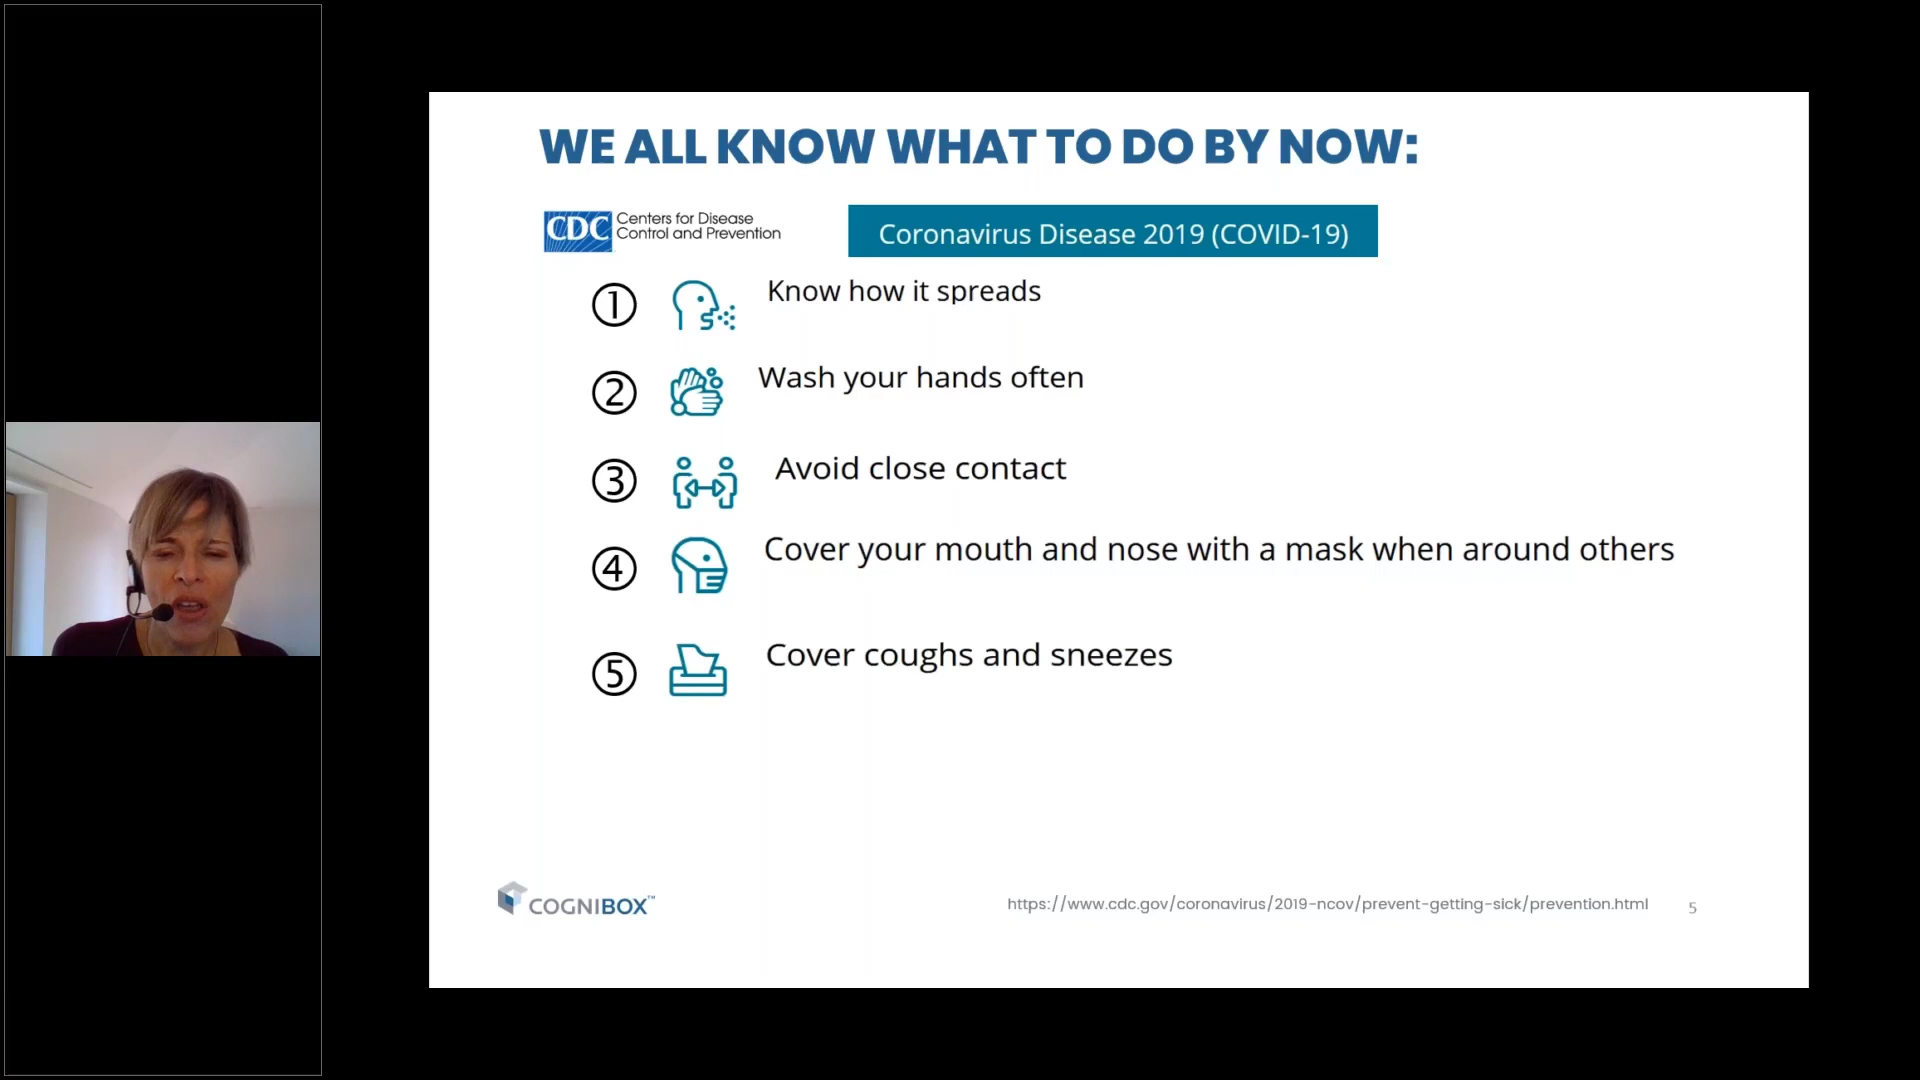 WE ALL KNOW WHAT TO DO BY NOW:
CDC
Centers for Disease
Control and Prevention
Coronavirus Disease 2019 (COVID-19)
① Know how it spreads
② Wash your hands often
③ Avoid close contact
④ Cover your mouth and nose with a mask when around others
⑤ Cover coughs and sneezes
COGNIBOX™
https://www.cdc.gov/coronavirus/2019-ncov/prevent-getting-sick/prevention.html
5